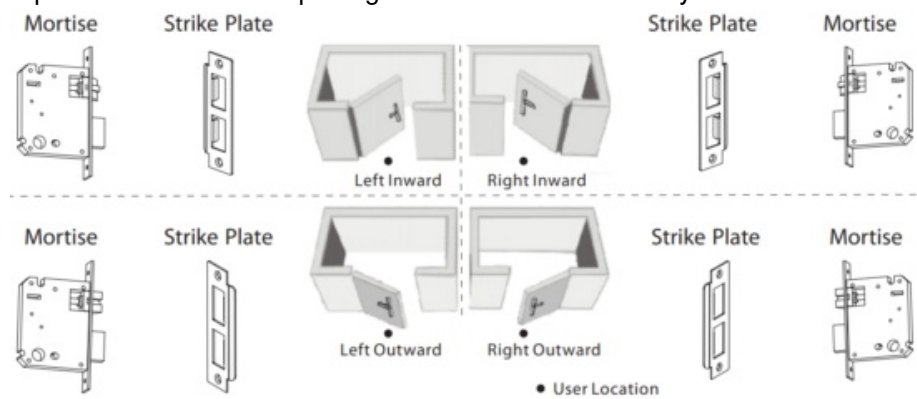 Mortise Strike Plate Strike Plate Mortise
Left Inward Right Inward
Mortise Strike Plate Strike Plate Mortise
Left Outward Right Outward
● User Location